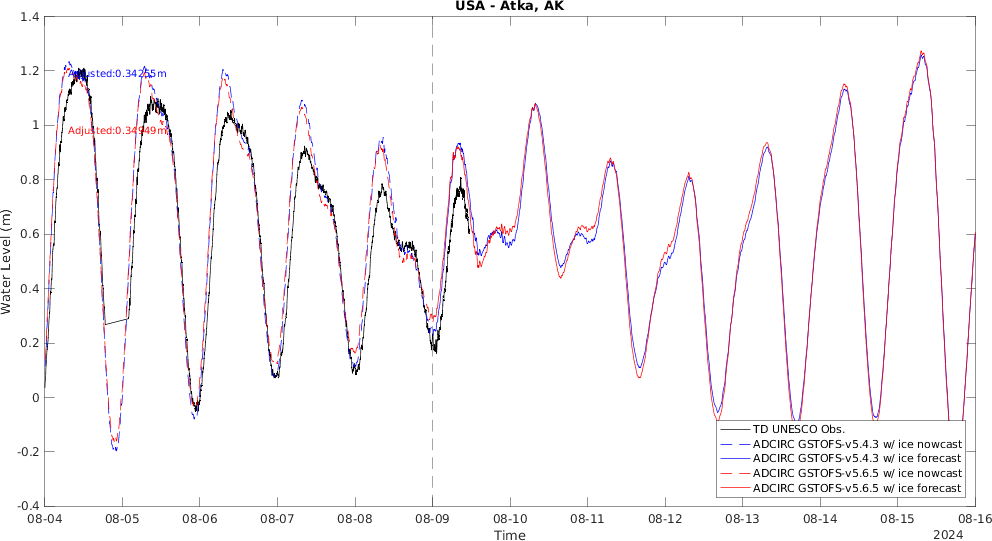 USA - Atka, AK
1.4
1.2
1
0.8
0.6
0.4
0.2
0
-0.2
-0.4
Water Level (m)
Adjusted:0.34255m
Adjusted:0.34949m
TD UNESCO Obs.
ADCIRC GSTOFS-v5.4.3 w/ ice nowcast
ADCIRC GSTOFS-v5.4.3 w/ ice forecast
ADCIRC GSTOFS-v5.6.5 w/ ice nowcast
ADCIRC GSTOFS-v5.6.5 w/ ice forecast
08-04 08-05 08-06 08-07 08-08 08-09 08-10 08-11 08-12 08-13 08-14 08-15 08-16
Time
2024